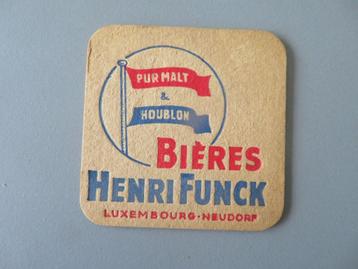 PUR MALT
&
HOUBLON
BIÈRES
HENRI FUNCK
LUXEMBOURG-NEUDORF